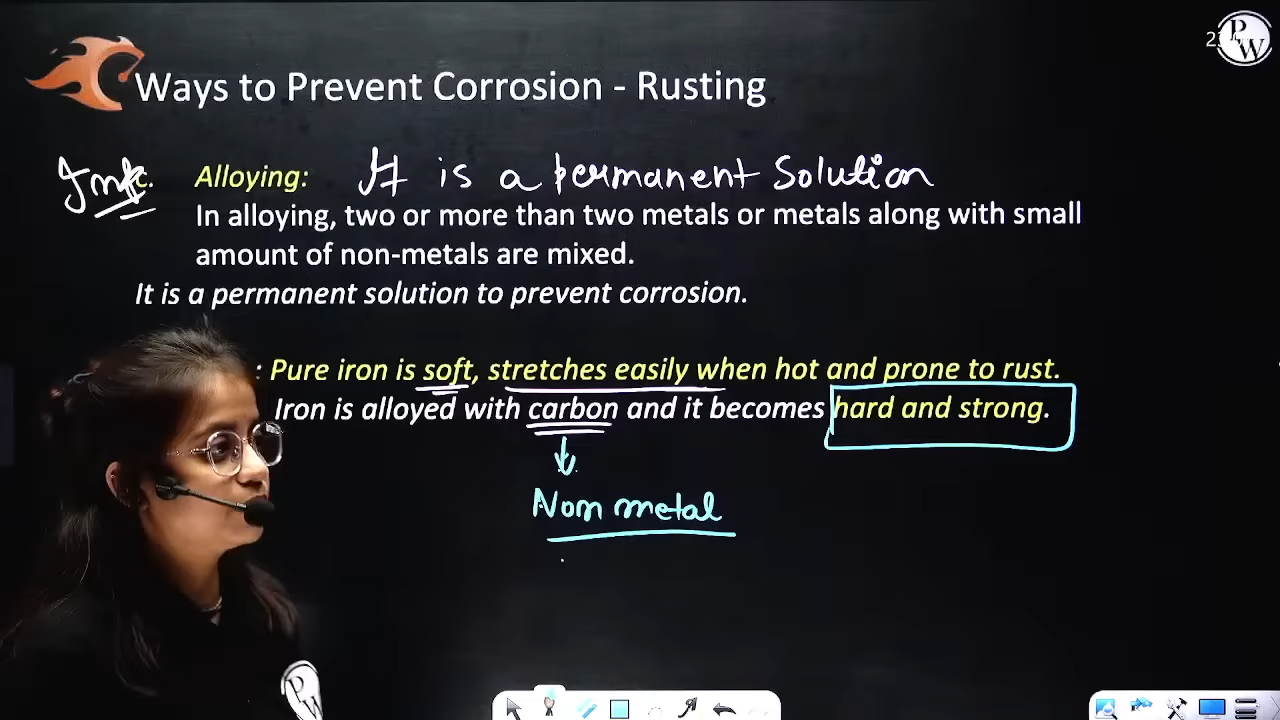 Ways to Prevent Corrosion - Rusting
Imp c. Alloying: It is a permanent Solution
In alloying, two or more than two metals or metals along with small
amount of non-metals are mixed.
It is a permanent solution to prevent corrosion.
: Pure iron is soft, stretches easily when hot and prone to rust.
Iron is alloyed with carbon and it becomes hard and strong.
Non metal
PW
PW